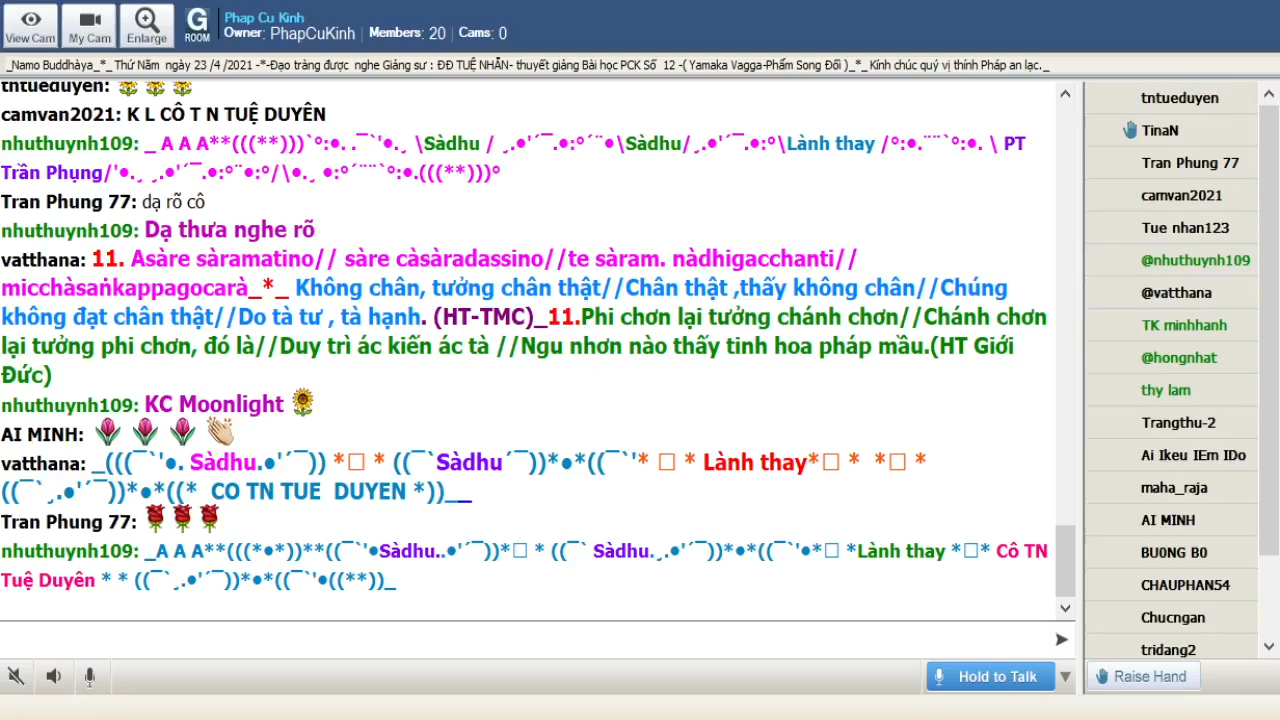 View Cam
My Cam
Enlarge
G
ROOM
Phap Cu Kinh
Owner: PhapCuKinh | Members: 20 | Cams: 0
_Namo Buddhàya_*_ Thứ Năm ngày 23 /4 /2021 -*-Đạo tràng được nghe Giảng sư : ĐĐ TUỆ NHẪN- thuyết giảng Bài học PCK Số 12 -( Yamaka Vagga-Phẩm Song Đối )_*_ Kính chúc quý vị thính Pháp an lạc._
tntueduyen:
camvan2021: K L CÔ T N TUỆ DUYÊN
nhuthuynh109: _ A A A**(((**)))`°:•. .¯`'•.¸ \Sàdhu / ¸.•'´¯.•:°´¨•\Sàdhu/¸.•'´¯.•:°\Lành thay /°:•.¨¨`°:•. \ PT
Trần Phụng/'•.¸ ¸.•'´¯.•:°¨•:°/\•.¸ •:°´¨¨`°:•.(((**)))°
Tran Phung 77: dạ rõ cô
nhuthuynh109: Dạ thưa nghe rõ
vatthana: 11. Asàre sàramatino// sàre càsàradassino//te sàram. nàdhigacchanti//
micchàsaṅkappagocarà_*_ Không chân, tưởng chân thật//Chân thật ,thấy không chân//Chúng
không đạt chân thật//Do tà tư , tà hạnh. (HT-TMC)_11.Phi chơn lại tưởng chánh chơn//Chánh chơn
lại tưởng phi chơn, đó là//Duy trì ác kiến ác tà //Ngu nhơn nào thấy tinh hoa pháp mầu.(HT Giới
Đức)
nhuthuynh109: KC Moonlight
AI MINH:
vatthana: _(((¯`'•. Sàdhu.•'´¯)) *□ * ((¯`Sàdhu´¯))*•*((¯`'* □ * Lành thay*□ * *□ *
((¯`¸.•'´¯))*•*((* CO TN TUE DUYEN *))__
Tran Phung 77:
nhuthuynh109: _A A A**(((*•*))**((¯`'•Sàdhu..•'´¯))*□ * ((¯` Sàdhu.¸.•'´¯))*•*((¯`'•*□ *Lành thay *□* Cô TN
Tuệ Duyên * * ((¯`¸.•'´¯))*•*((¯`'•((**))_
Hold to Talk
tntueduyen
TinaN
Tran Phung 77
camvan2021
Tue nhan123
@nhuthuynh109
@vatthana
TK minhhanh
@hongnhat
thy lam
Trangthu-2
Ai Ikeu IErn IDo
maha_raja
AI MINH
BU0NG B0
CHAUPHAN54
Chucngan
tridang2
Raise Hand